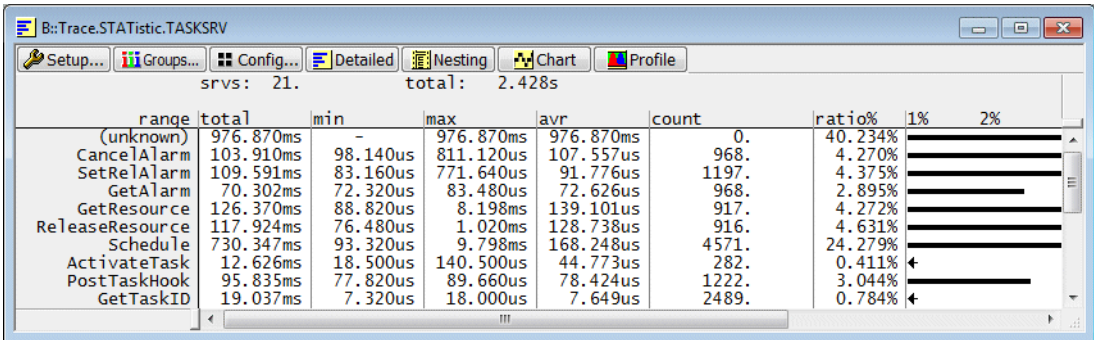 B::Trace.STATistic.TASKSRV
Setup... Groups... Config... Detailed Nesting Chart Profile
srvs: 21. total: 2.428s
range total min max avr count ratio% 1% 2%
(unknown) 976.870ms - 976.870ms 976.870ms 0. 40.234%
CancelAlarm 103.910ms 98.140us 811.120us 107.557us 968. 4.270%
SetRelAlarm 109.591ms 83.160us 771.640us 91.776us 1197. 4.375%
GetAlarm 70.302ms 72.320us 83.480us 72.626us 968. 2.895%
GetResource 126.370ms 88.820us 8.198ms 139.101us 917. 4.272%
ReleaseResource 117.924ms 76.480us 1.020ms 128.738us 916. 4.631%
Schedule 730.347ms 93.320us 9.798ms 168.248us 4571. 24.279%
ActivateTask 12.626ms 18.500us 140.500us 44.773us 282. 0.411%
PostTaskHook 95.835ms 77.820us 89.660us 78.424us 1222. 3.044%
GetTaskID 19.037ms 7.320us 18.000us 7.649us 2489. 0.784%